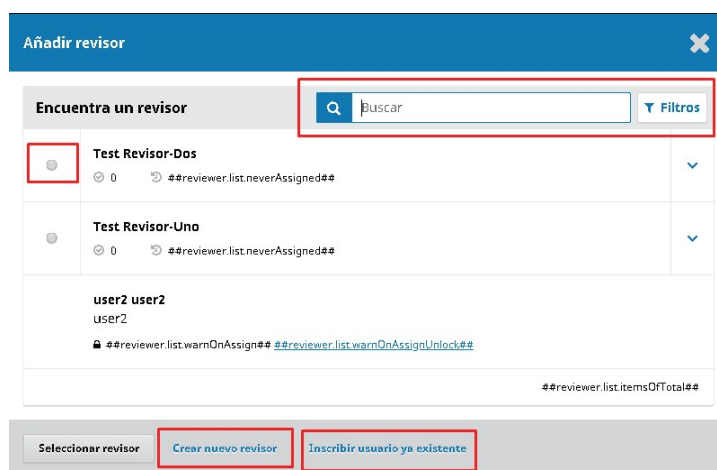 Añadir revisor
Encuentra un revisor
Buscar
Filtros
Test Revisor-Dos
0 ##reviewer.list.neverAssigned##
Test Revisor-Uno
0 ##reviewer.list.neverAssigned##
user2 user2
user2
##reviewer.list.warnOnAssign## ##reviewer.list.warnOnAssignUnlock##
##reviewer.list.itemsOfTotal##
Seleccionar revisor Crear nuevo revisor Inscribir usuario ya existente